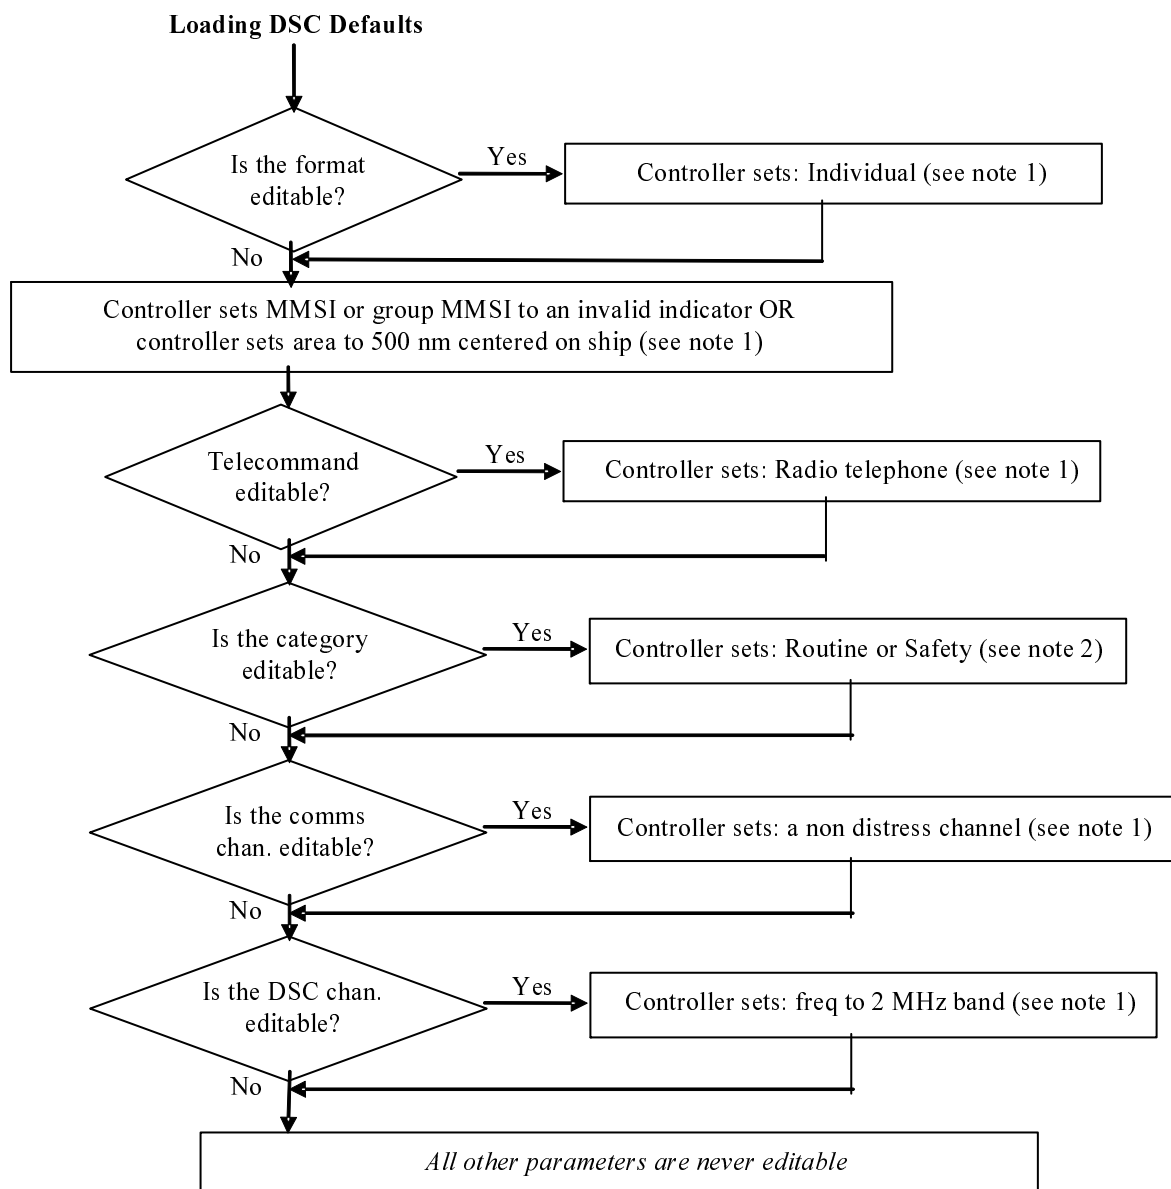 Loading DSC Defaults
Is the format
editable?
Yes
Controller sets: Individual (see note 1)
No
Controller sets MMSI or group MMSI to an invalid indicator OR
controller sets area to 500 nm centered on ship (see note 1)
Telecommand
editable?
Yes
Controller sets: Radio telephone (see note 1)
No
Is the category
editable?
Yes
Controller sets: Routine or Safety (see note 2)
No
Is the comms
chan. editable?
Yes
Controller sets: a non distress channel (see note 1)
No
Is the DSC chan.
editable?
Yes
Controller sets: freq to 2 MHz band (see note 1)
No
All other parameters are never editable